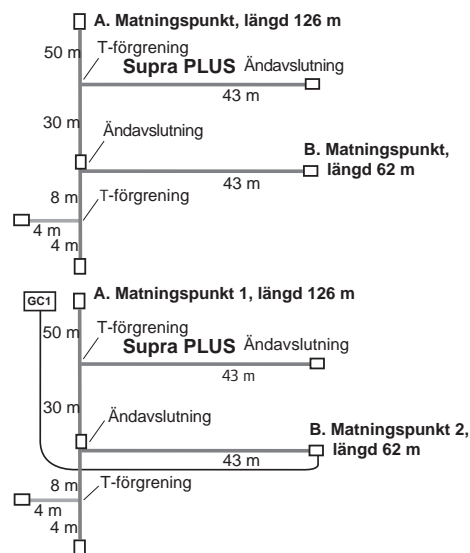 A. Matningspunkt, längd 126 m
50 m
T-förgrening
Supra PLUS Ändavslutning
43 m
30 m
Ändavslutning
B. Matningspunkt,
längd 62 m
43 m
8 m
T-förgrening
4 m
4 m
GC1
A. Matningspunkt 1, längd 126 m
50 m
T-förgrening
Supra PLUS Ändavslutning
43 m
30 m
Ändavslutning
B. Matningspunkt 2,
längd 62 m
43 m
8 m
T-förgrening
4 m
4 m